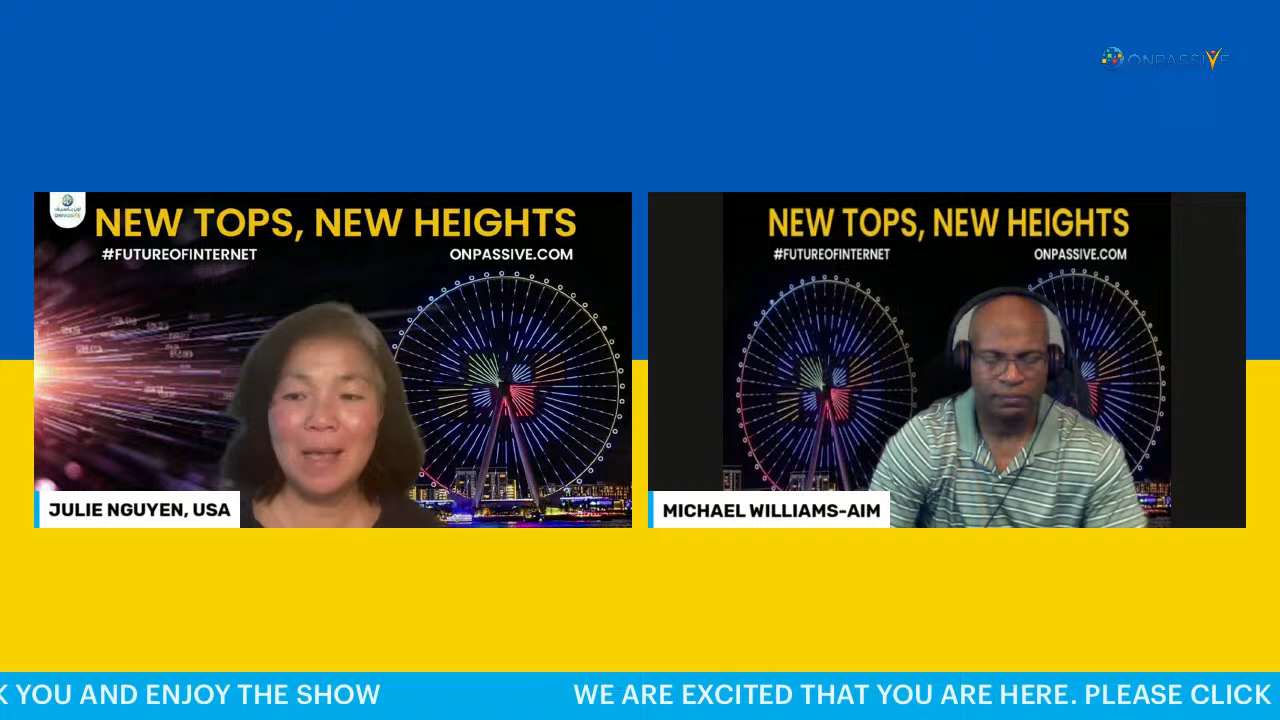 ONPASSIVE
NEW TOPS, NEW HEIGHTS
#FUTUREOFINTERNET
ONPASSIVE.COM
JULIE NGUYEN, USA
NEW TOPS, NEW HEIGHTS
#FUTUREOFINTERNET
ONPASSIVE.COM
MICHAEL WILLIAMS-AIM
K YOU AND ENJOY THE SHOW
WE ARE EXCITED THAT YOU ARE HERE. PLEASE CLICK